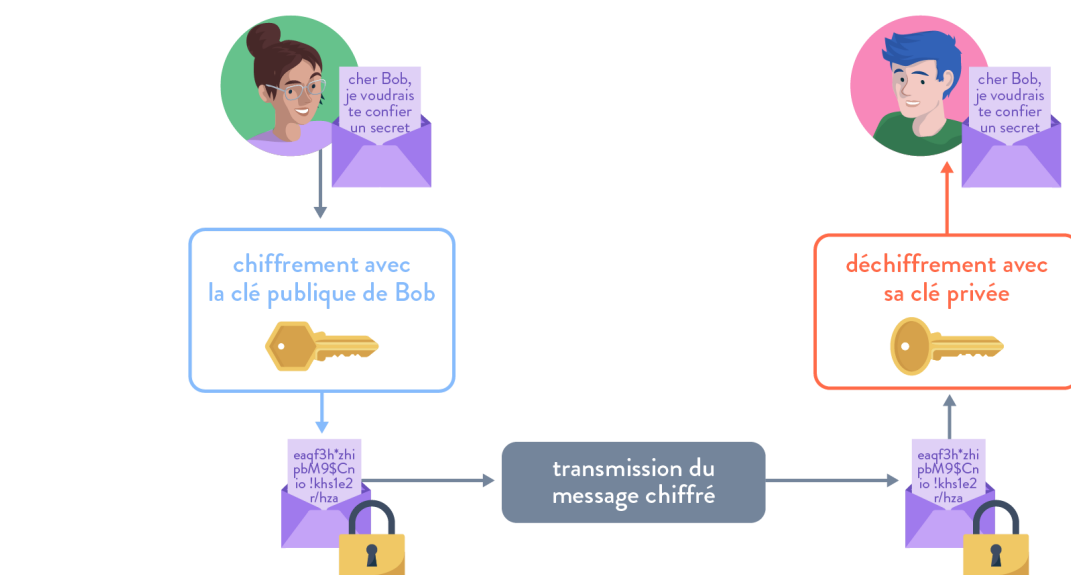 cher Bob,
je voudrais
te confier
un secret
cher Bob,
je voudrais
te confier
un secret
chiffrement avec
la clé publique de Bob
déchiffrement avec
sa clé privée
eaqf3h*zhi
pbM9$Cn
io !khs1e2
r/hza
transmission du
message chiffré
eaqf3h*zhi
pbM9$Cn
io !khs1e2
r/hza